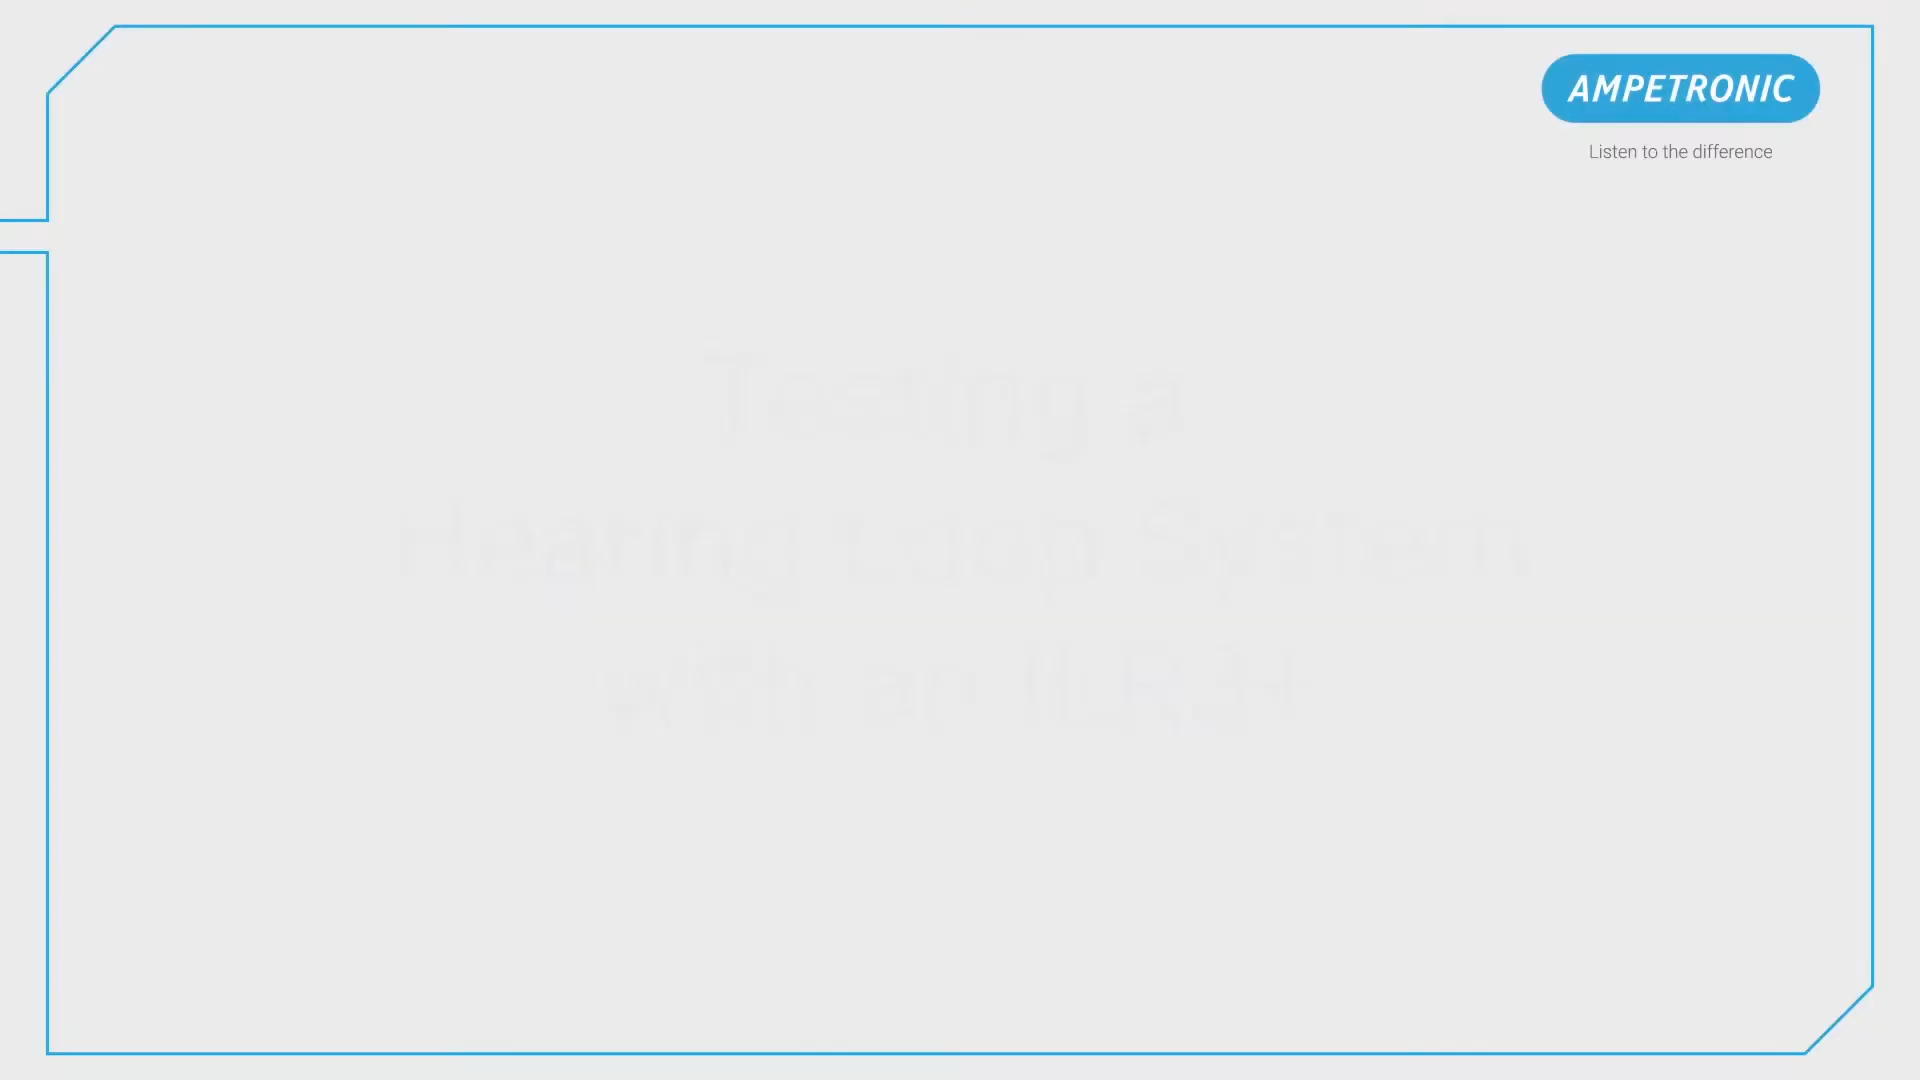 AMPETRONIC
Listen to the difference
Testing a
Hearing Loop System
with an ILR3+